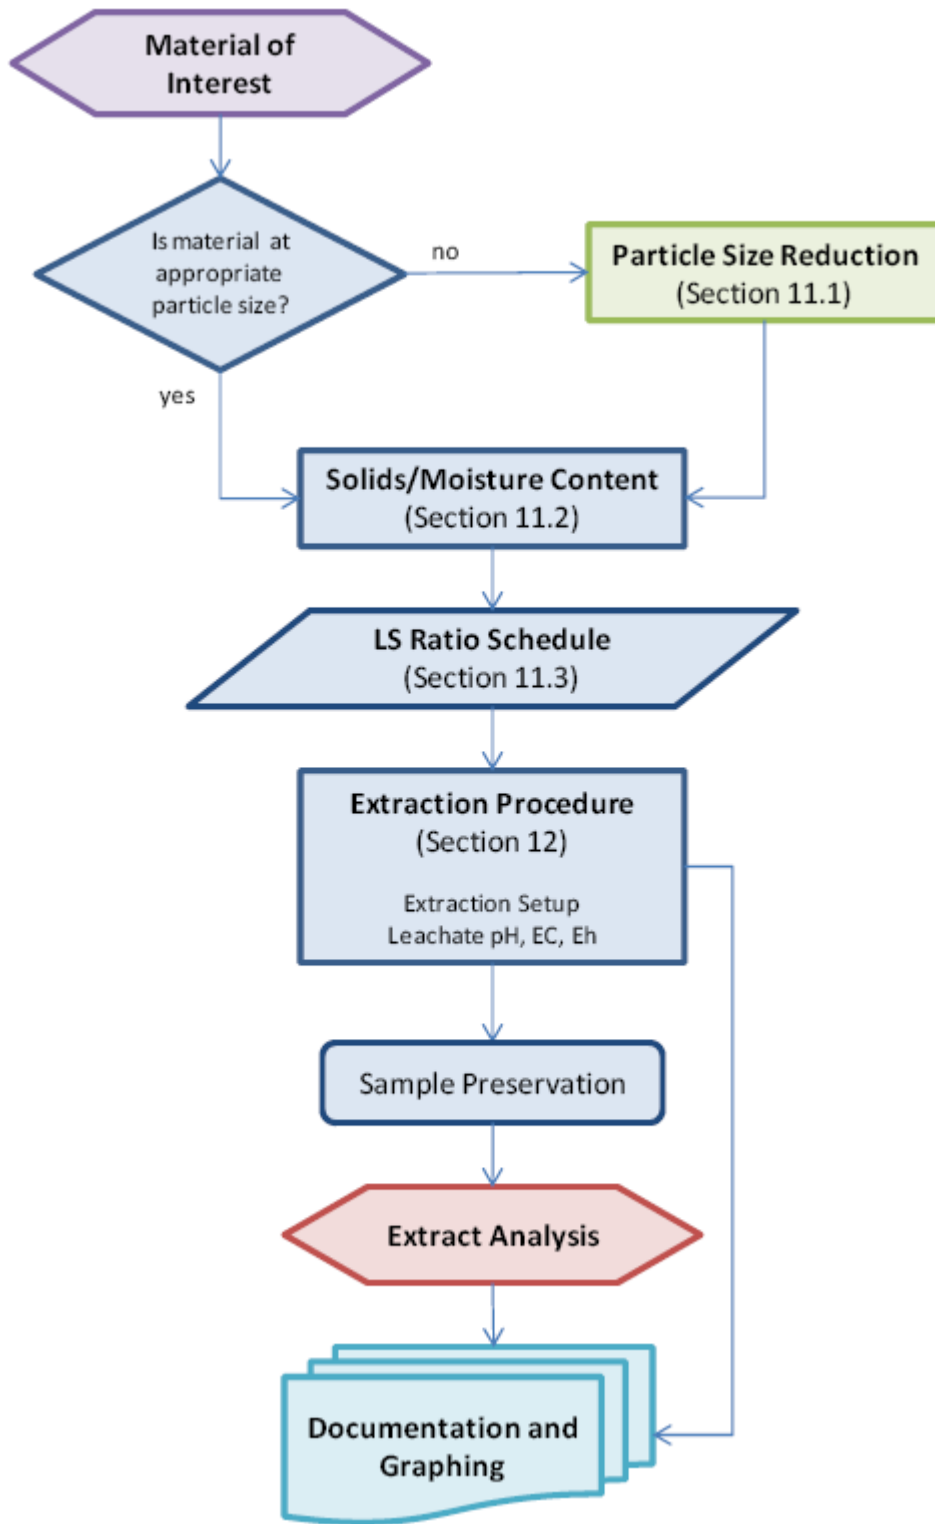 Material of
Interest
Is material at
appropriate
particle size?
no
Particle Size Reduction
(Section 11.1)
yes
Solids/Moisture Content
(Section 11.2)
LS Ratio Schedule
(Section 11.3)
Extraction Procedure
(Section 12)
Extraction Setup
Leachate pH, EC, Eh
Sample Preservation
Extract Analysis
Documentation and
Graphing